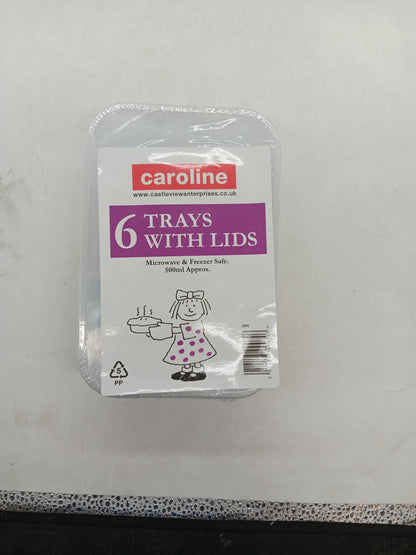 caroline
www.castleviewenterprises.co.uk
6 TRAYS
WITH LIDS
Microwave & Freezer Safe.
500ml Approx.
5
PP